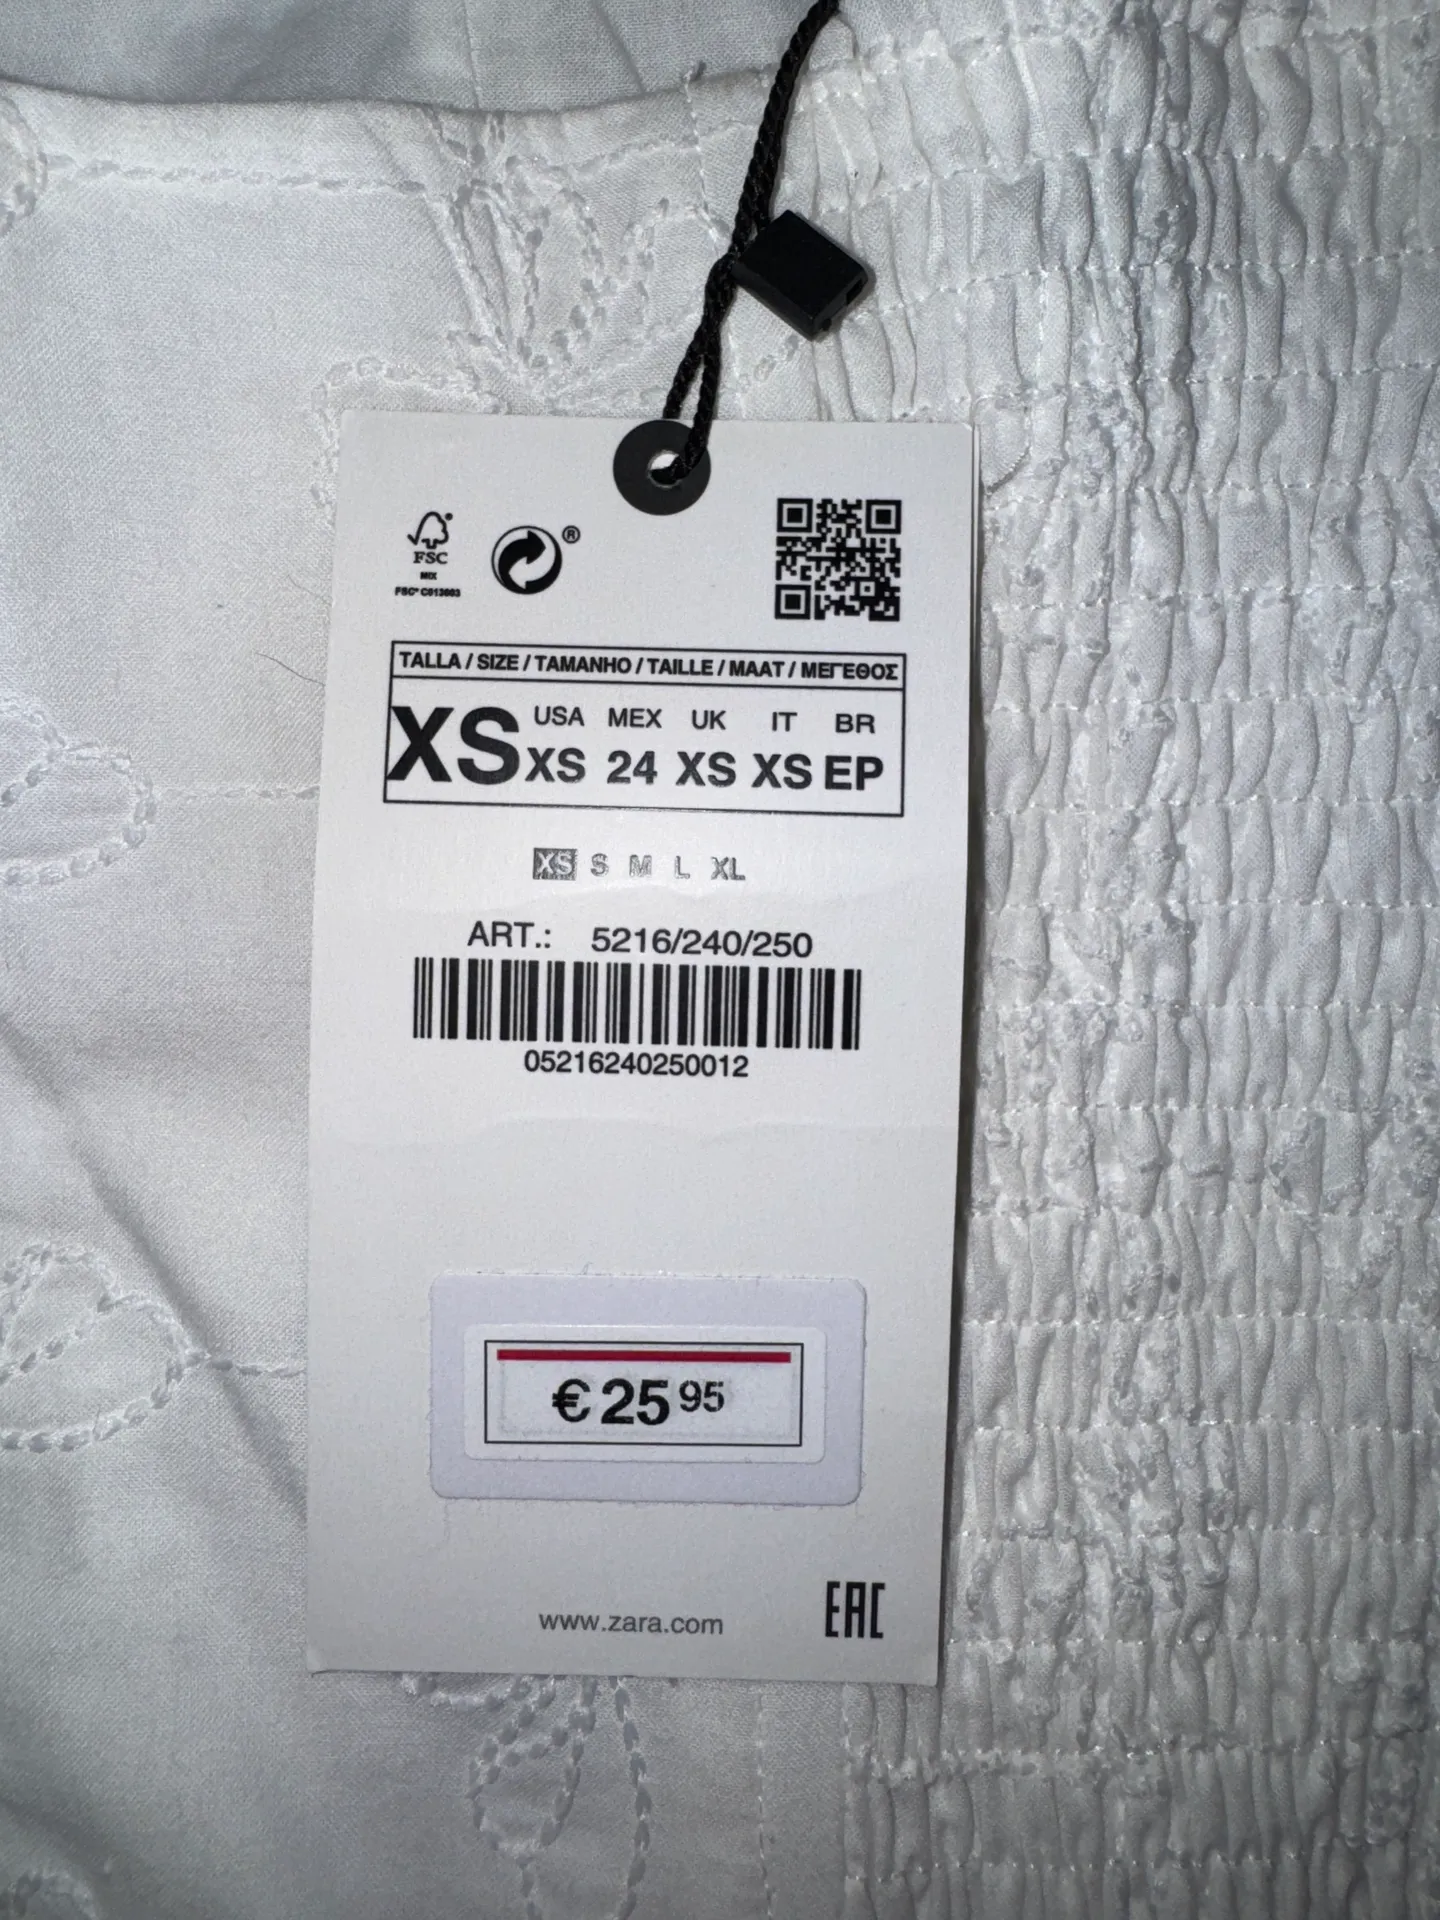 FSC
MIX
FSC® C013003
®
TALLA / SIZE / TAMANHO / TAILLE / MAAT / ΜΕΓΕΘΟΣ
XS
USA MEX UK IT BR
XS 24 XS XS EP
XS S M L XL
ART.: 5216/240/250
05216240250012
€ 25 95
www.zara.com
EAC